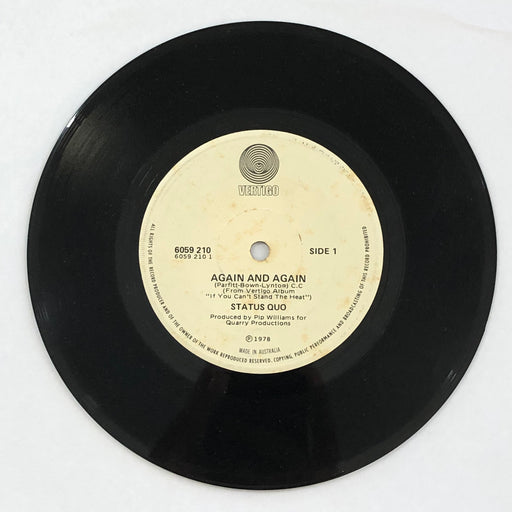 VERTIGO
6059 210
6059 210 1
SIDE 1
AGAIN AND AGAIN
(Parfitt-Bown-Lynton) C.C
(From Vertigo Album
"If You Can't Stand The Heat")
STATUS QUO
Produced by Pip Williams for
Quarry Productions
Ⓟ 1978
MADE IN AUSTRALIA
ALL RIGHTS OF THE RECORD PRODUCER AND OF THE OWNER OF THE WORK REPRODUCED RESERVED. COPYING, PUBLIC PERFORMANCE AND BROADCASTING OF THIS RECORD PROHIBITED